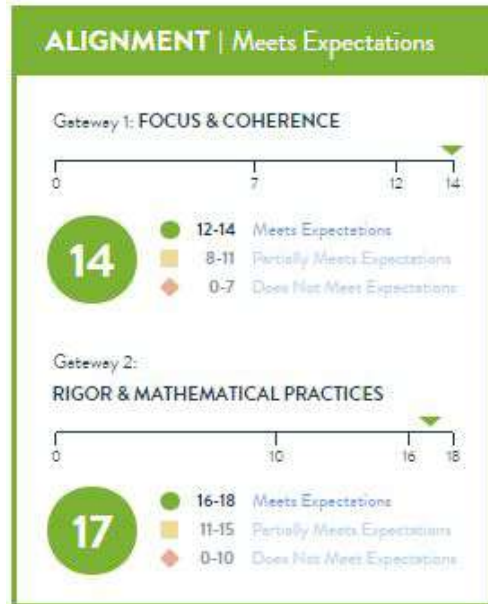 ALIGNMENT | Meets Expectations
Gateway 1: FOCUS & COHERENCE
0 7 12 14
14
12-14 Meets Expectations
8-11 Partially Meets Expectations
0-7 Does Not Meet Expectations
Gateway 2:
RIGOR & MATHEMATICAL PRACTICES
0 10 16 18
17
16-18 Meets Expectations
11-15 Partially Meets Expectations
0-10 Does Not Meet Expectations